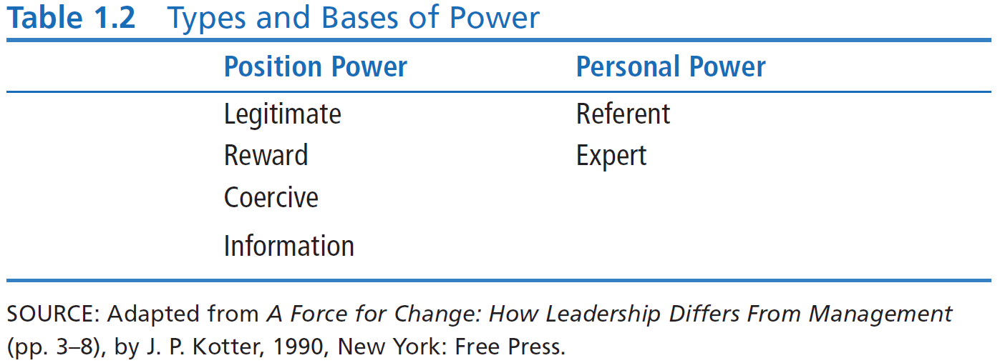 Table 1.2 Types and Bases of Power
Position Power Personal Power
Legitimate Referent
Reward Expert
Coercive
Information
SOURCE: Adapted from A Force for Change: How Leadership Differs From Management
(pp. 3–8), by J. P. Kotter, 1990, New York: Free Press.